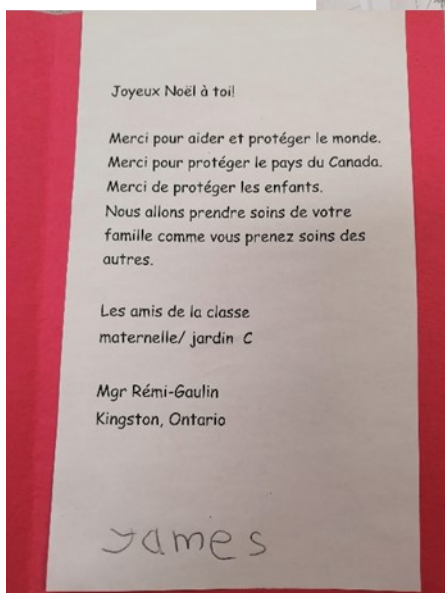 Joyeux Noël à toi!
Merci pour aider et protéger le monde.
Merci pour protéger le pays du Canada.
Merci de protéger les enfants.
Nous allons prendre soins de votre
famille comme vous prenez soins des
autres.
Les amis de la classe
maternelle/ jardin C
Mgr Rémi-Gaulin
Kingston, Ontario
James